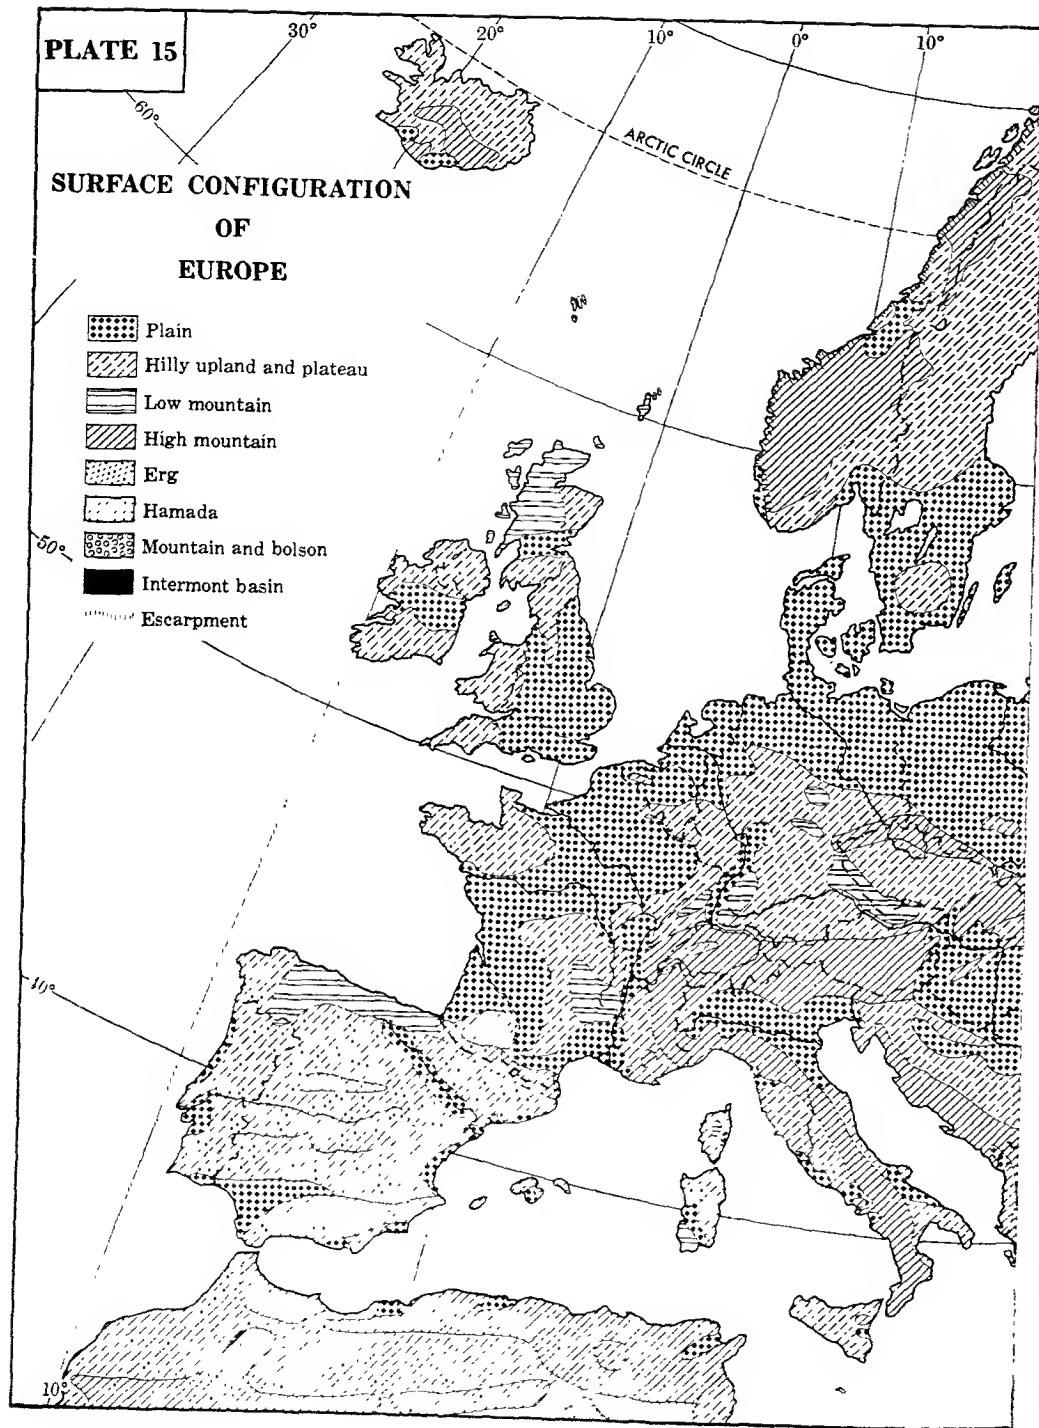 PLATE 15
30°
20°
10°
0°
10°
60°
ARCTIC CIRCLE
SURFACE CONFIGURATION
OF
EUROPE
Plain
Hilly upland and plateau
Low mountain
High mountain
Erg
Hamada
Mountain and bolson
Intermont basin
Escarpment
50°
40°
10°